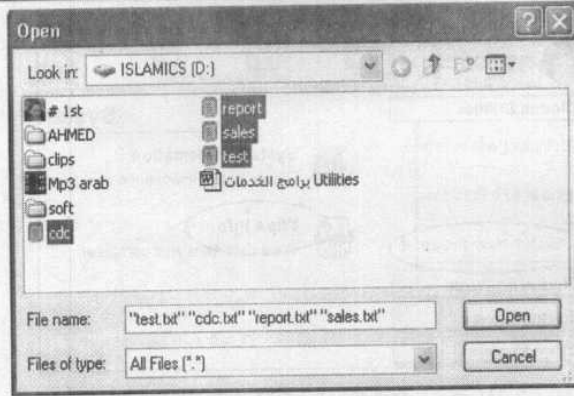 Open
Look in: ISLAMICS (D:)
# 1st
AHMED
clips
Mp3 arab
soft
cdc
report
sales
test
برامج الخدمات Utilities
File name: "test.txt" "cdc.txt" "report.txt" "sales.txt" Open
Files of type: All Files (*.*) Cancel